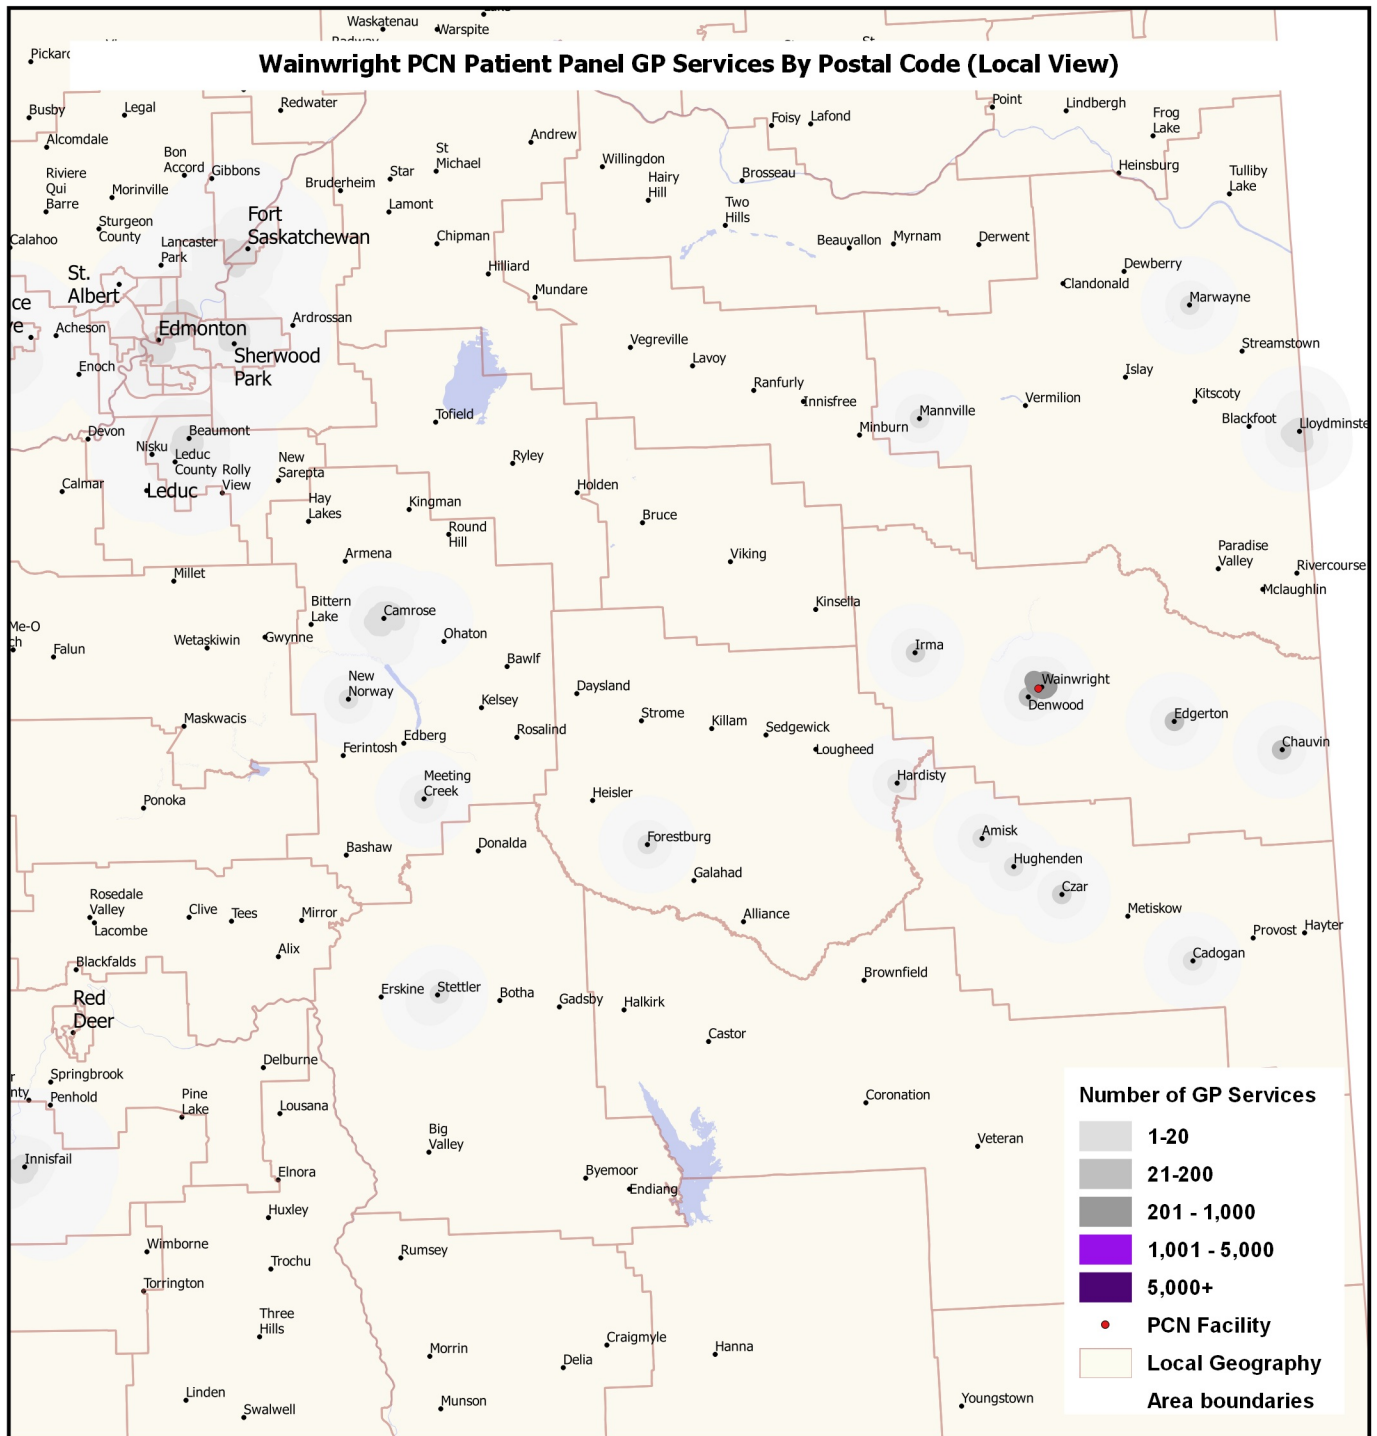 Waskatenau
Warspite
Pickard
Wainwright PCN Patient Panel GP Services By Postal Code (Local View)
Busby
Legal
Redwater
Point
Lindbergh
Frog
Lake
Foisy
Lafond
Alcomdale
Andrew
Bon
Accord
Gibbons
St
Michael
Star
Willingdon
Hairy
Hill
Brosseau
Heinsburg
Tulliby
Lake
Riviere
Qui
Barre
Morinville
Bruderheim
Lamont
Two
Hills
Fort
Saskatchewan
Sturgeon
County
Calahoo
Lancaster
Park
Chipman
Beauvallon
Myrnam
Derwent
St.
Albert
Hilliard
Mundare
Dewberry
Clandonald
Marwayne
ce
ve
Acheson
Edmonton
Ardrossan
Sherwood
Park
Enoch
Vegreville
Lavoy
Ranfurly
Innisfree
Streamstown
Islay
Kitscoty
Vermilion
Mannville
Minburn
Blackfoot
Lloydminste
Tofield
Devon
Beaumont
Nisku
Leduc
County
Rolly
View
New
Sarepta
Ryley
Calmar
Leduc
Hay
Lakes
Kingman
Holden
Round
Hill
Bruce
Armena
Viking
Paradise
Valley
Rivercourse
Mclaughlin
Millet
Bittern
Lake
Camrose
Kinsella
Me-O
ch
Falun
Wetaskiwin
Gwynne
Ohaton
Irma
Bawlf
New
Norway
Daysland
Wainwright
Denwood
Kelsey
Strome
Killam
Sedgewick
Edgerton
Maskwacis
Edberg
Rosalind
Ferintosh
Lougheed
Chauvin
Meeting
Creek
Hardisty
Ponoka
Heisler
Amisk
Bashaw
Donalda
Forestburg
Hughenden
Galahad
Czar
Rosedale
Valley
Lacombe
Clive
Tees
Mirror
Alliance
Metiskow
Provost
Hayter
Alix
Blackfalds
Cadogan
Brownfield
Red
Deer
Erskine
Stettler
Botha
Gadsby
Halkirk
Castor
Delburne
r
nty
Springbrook
Penhold
Pine
Lake
Lousana
Coronation
Big
Valley
Veteran
Innisfail
Elnora
Byemoor
Endiang
Huxley
Wimborne
Trochu
Rumsey
Torrington
Three
Hills
Morrin
Delia
Craigmyle
Hanna
Linden
Swalwell
Munson
Youngstown
Number of GP Services
1-20
21-200
201 - 1,000
1,001 - 5,000
5,000+
PCN Facility
Local Geography
Area boundaries